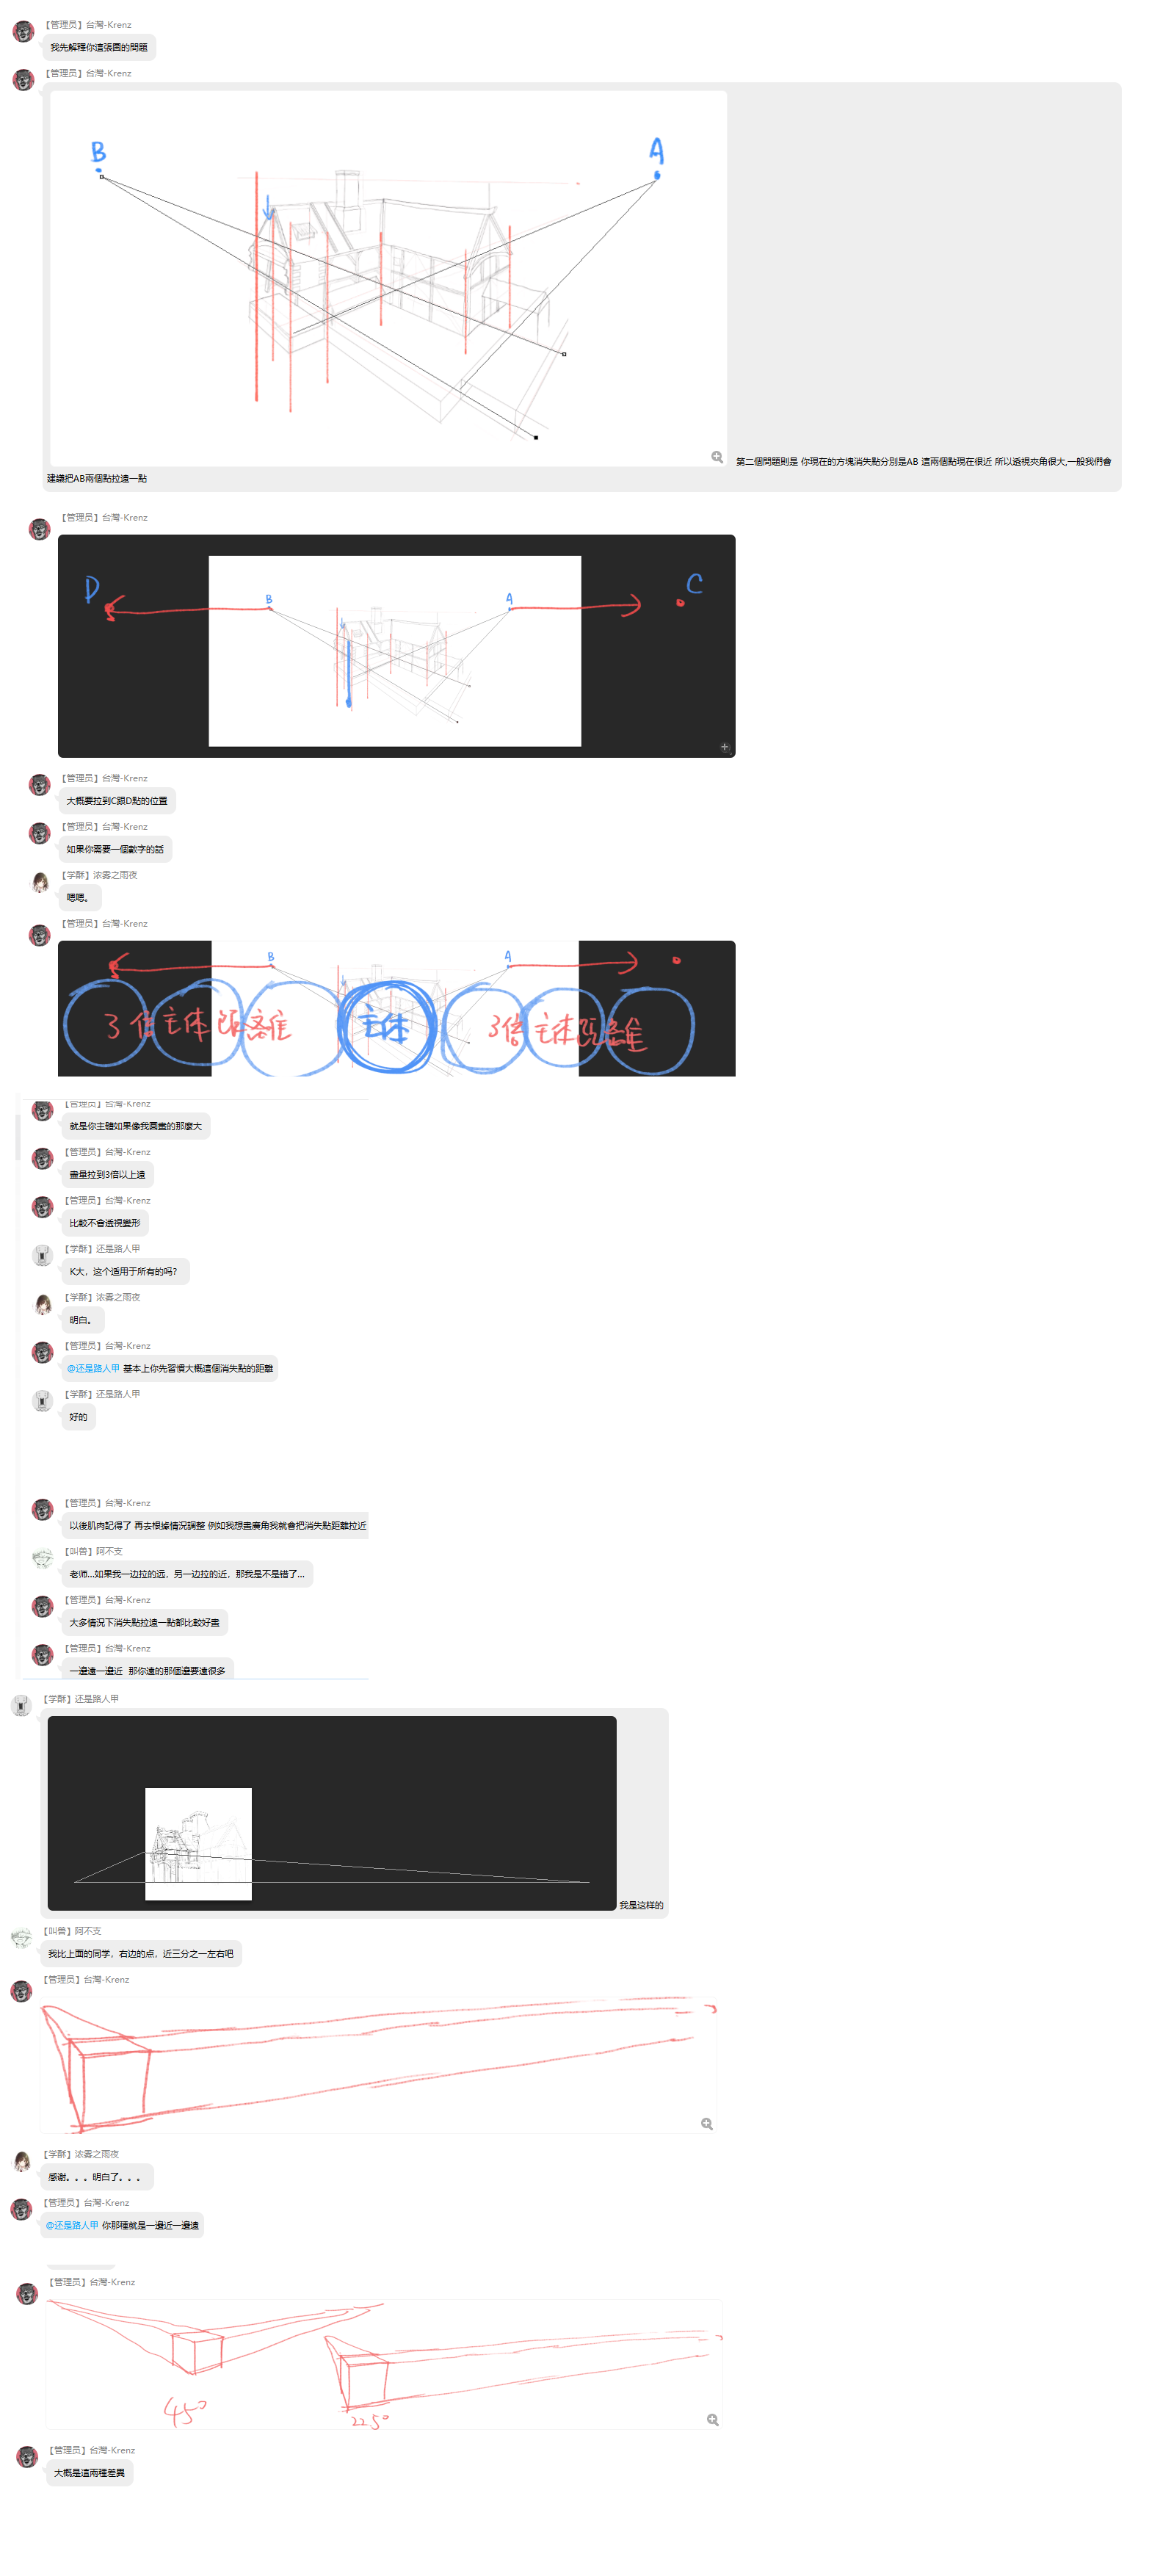 【管理员】台灣-Krenz
我先解釋你這張圖的問題
【管理员】台灣-Krenz
B
A
第二個問題則是 你現在的方塊消失點分別是AB 這兩個點現在很近 所以透視夾角很大,一般我們會
建議把AB兩個點拉遠一點
【管理员】台灣-Krenz
D
B
A
C
【管理员】台灣-Krenz
大概要拉到C跟D點的位置
【管理员】台灣-Krenz
如果你需要一個數字的話
【学酥】浓雾之雨夜
嗯嗯。
【管理员】台灣-Krenz
B
A
3倍主体距離
主体
3倍主体距離
【管理员】台灣-Krenz
就是你主體如果像我圓畫的那麼大
【管理员】台灣-Krenz
盡量拉到3倍以上遠
【管理员】台灣-Krenz
比較不會透視變形
【学酥】还是路人甲
K大，这个适用于所有的吗？
【学酥】浓雾之雨夜
明白。
【管理员】台灣-Krenz
@还是路人甲 基本上你先習慣大概這個消失點的距離
【学酥】还是路人甲
好的
【管理员】台灣-Krenz
以後肌肉記得了 再去根據情況調整 例如我想畫廣角我就會把消失點距離拉近
【叫兽】阿不支
老师...如果我一边拉的远，另一边拉的近，那我是不是错了...
【管理员】台灣-Krenz
大多情況下消失點拉遠一點都比較好畫
【管理员】台灣-Krenz
一邊遠一邊近 那你遠的那個邊要遠很多
【学酥】还是路人甲
我是这样的
【叫兽】阿不支
我比上面的同学，右边的点，近三分之一左右吧
【管理员】台灣-Krenz
【学酥】浓雾之雨夜
感谢。。。明白了。。。
【管理员】台灣-Krenz
@还是路人甲 你那種就是一邊近一邊遠
【管理员】台灣-Krenz
45°
22.5°
【管理员】台灣-Krenz
大概是這兩種差異